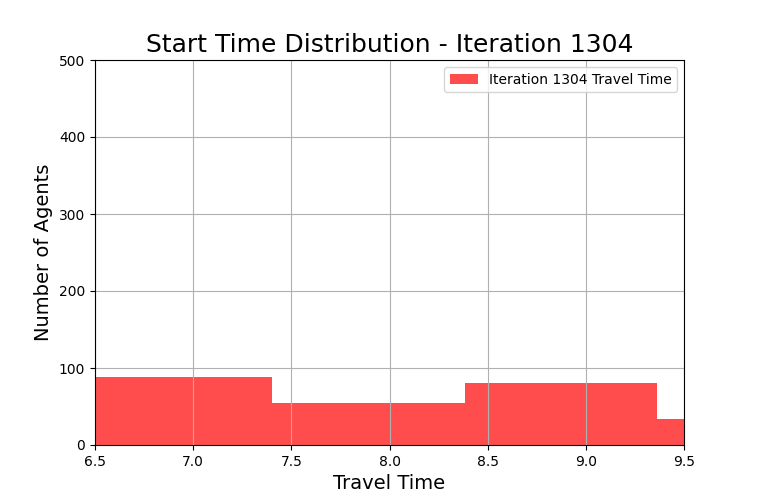 Start Time Distribution - Iteration 1304
Iteration 1304 Travel Time
Number of Agents
500
400
300
200
100
0
6.5 7.0 7.5 8.0 8.5 9.0 9.5
Travel Time